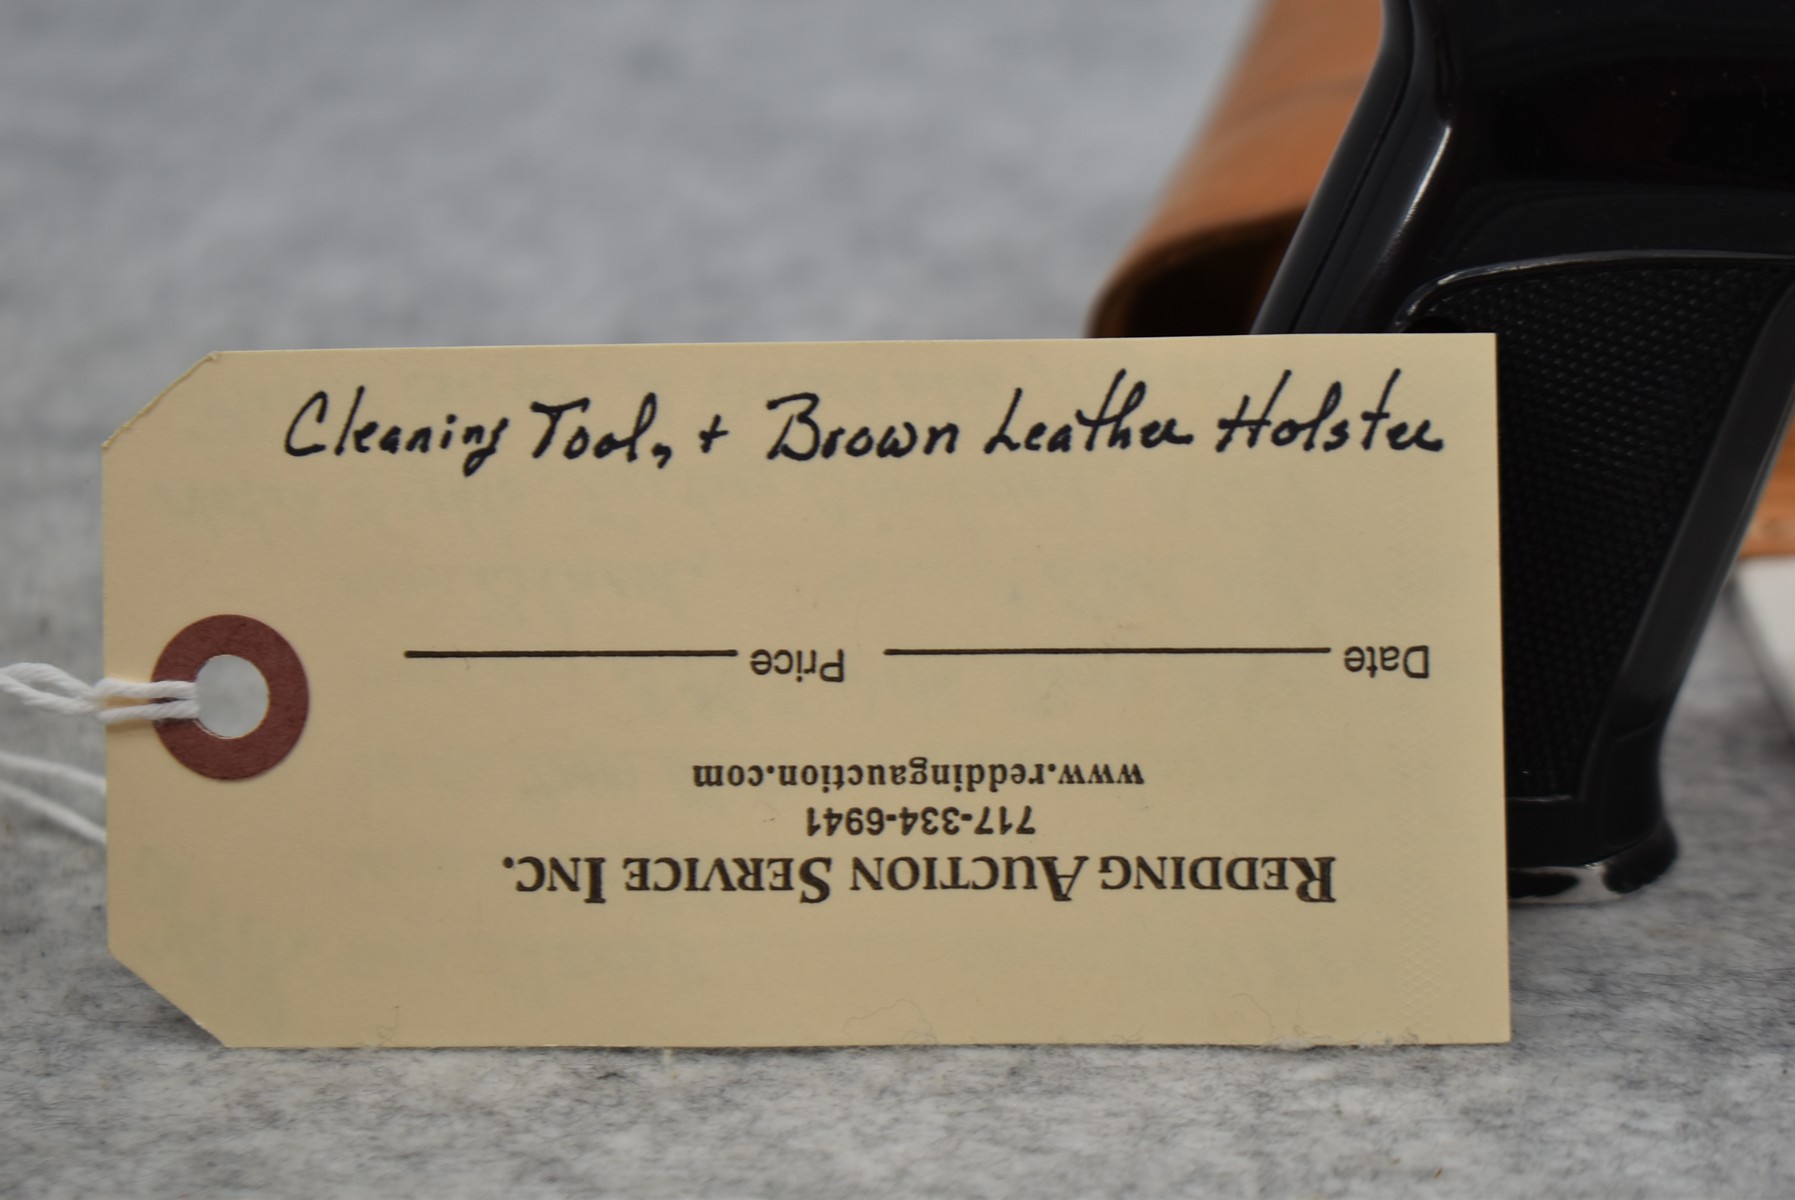 Cleaning Tool, + Brown Leather Holster
REDDING AUCTION SERVICE INC.
717-334-6941
www.reddingauction.com
Date Price